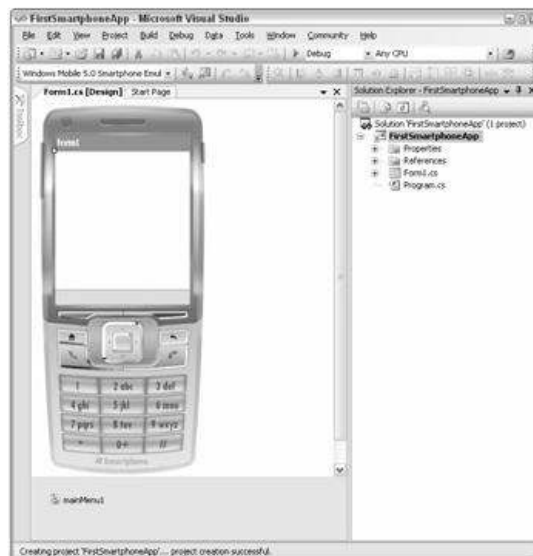 FirstSmartphoneApp - Microsoft Visual Studio
File Edit View Project Build Debug Data Tools Window Community Help
Debug Any CPU
Windows Mobile 5.0 Smartphone Emul
Form1.cs [Design] Start Page
Solution Explorer - FirstSmartphoneApp
Toolbox
Solution 'FirstSmartphoneApp' (1 project)
FirstSmartphoneApp
Properties
References
Form1.cs
Program.cs
Form1
1 2 abc 3 def
4 ghi 5 jkl 6 mno
7 pqrs 8 tuv 9 wxyz
* 0+ #
Smartphone
mainMenu1
Creating project 'FirstSmartphoneApp'... project creation successful.